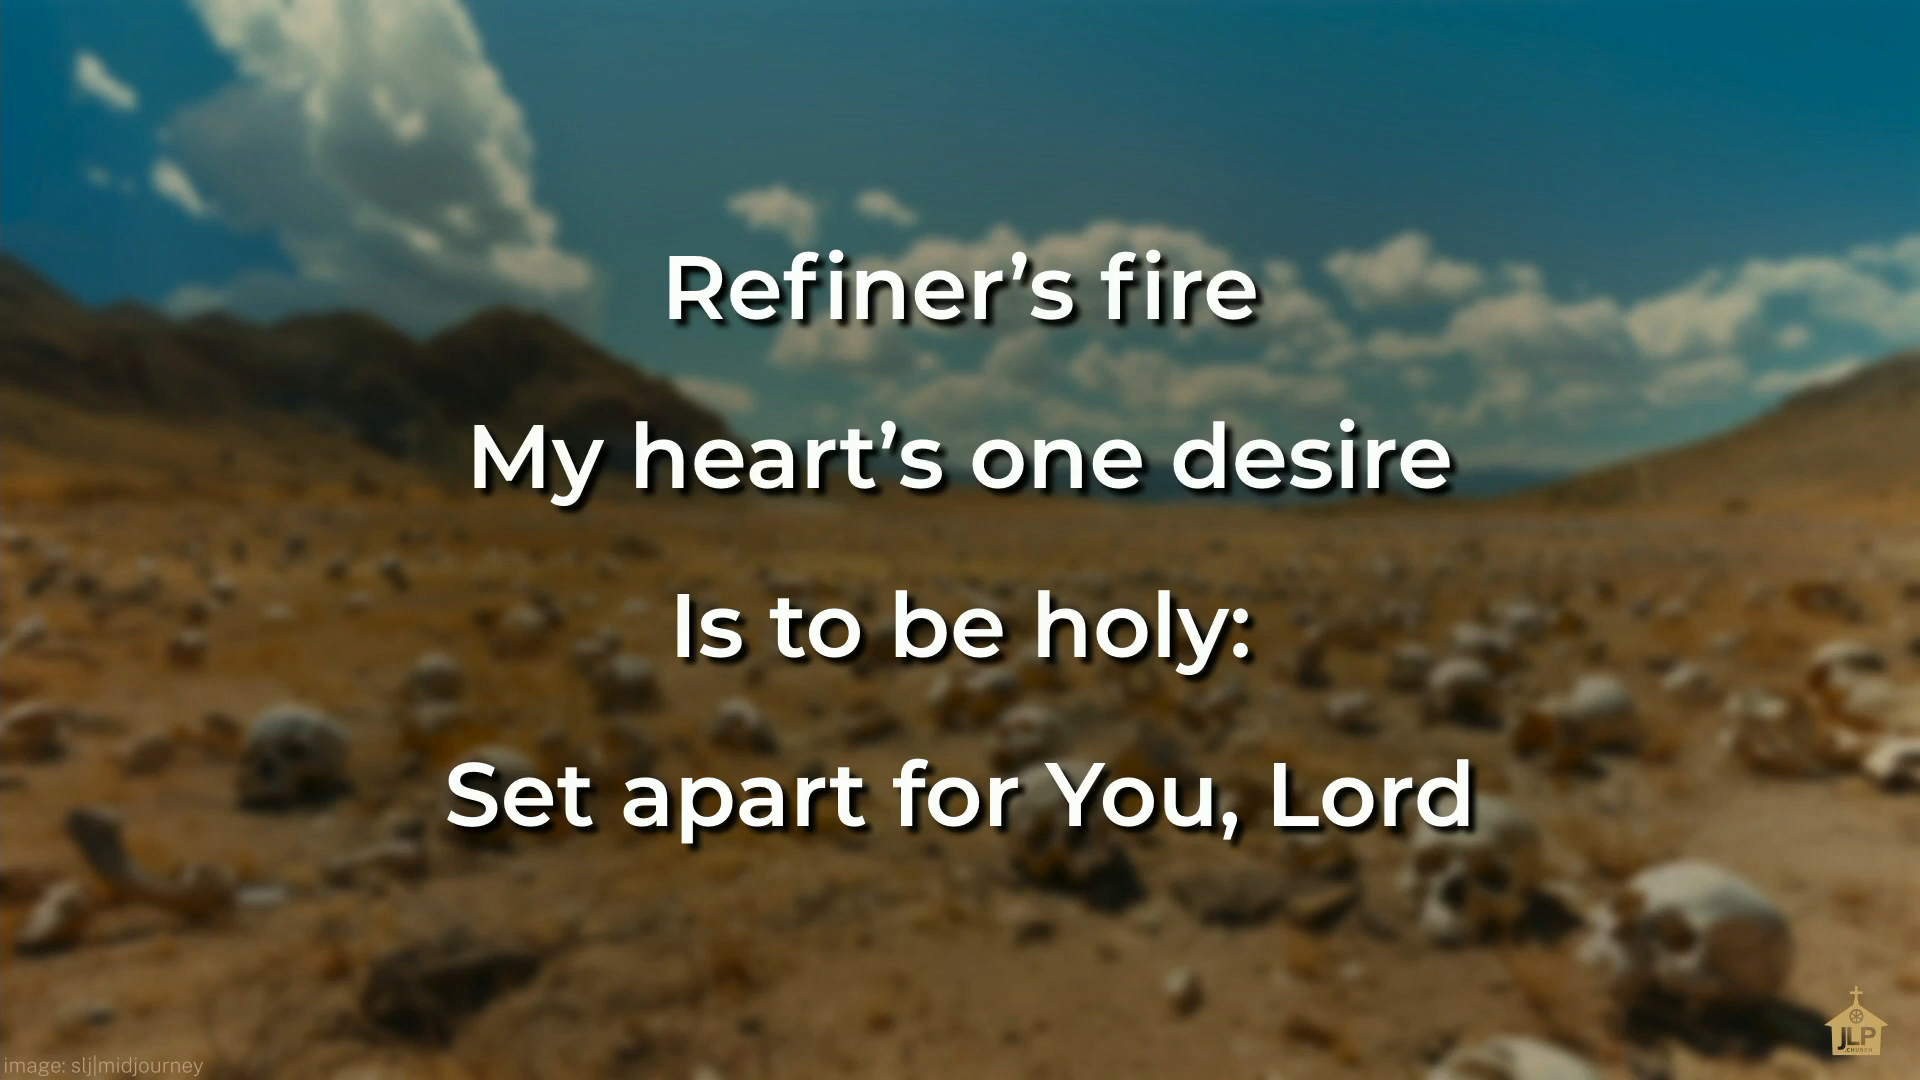 Refiner’s fire
My heart’s one desire
Is to be holy:
Set apart for You, Lord
image: slj|midjourney
JLP
.CHURCH